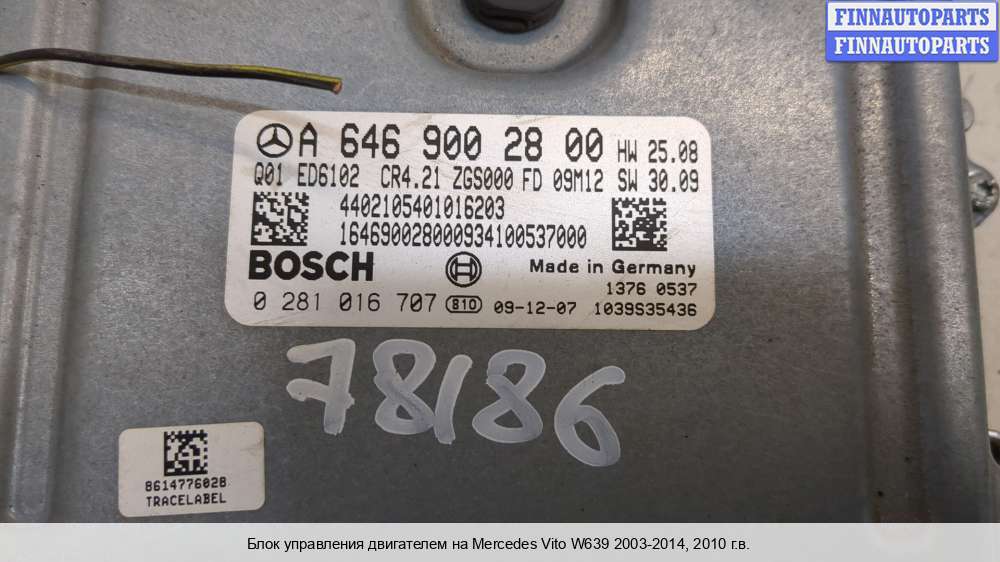 FINNAUTOPARTS
FINNAUTOPARTS
A 646 900 28 00 HW 25.08
Q01 ED6102 CR4.21 ZGS000 FD 09M12 SW 30.09
4402105401016203
164690028000934100537000
BOSCH Made in Germany
1376 0537
0 281 016 707 810 09-12-07 1039S35436
78186
8614776028
TRACELABEL
Блок управления двигателем на Mercedes Vito W639 2003-2014, 2010 г.в.